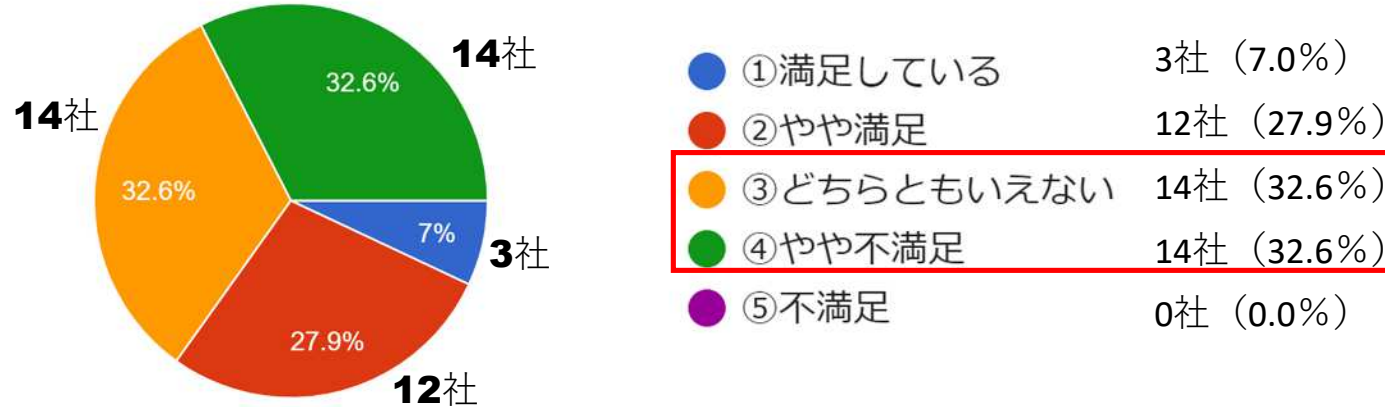 14社
32.6%
14社
32.6%
7%
3社
27.9%
12社
①満足している 3社（7.0％）
②やや満足 12社（27.9％）
③どちらともいえない 14社（32.6％）
④やや不満足 14社（32.6％）
⑤不満足 0社（0.0％）